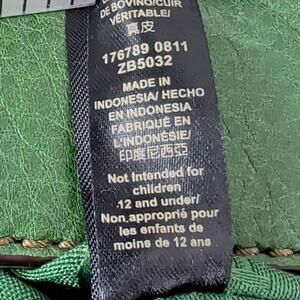 DE BOVINO/CUIR
VÉRITABLE/
真皮
176789 0811
ZB5032
MADE IN
INDONESIA/ HECHO
EN INDONESIA
FABRIQUÉ EN
L'INDONÉSIE/
印度尼西亞
Not Intended for
children
12 and under/
Non approprié pour
les enfants de
moins de 12 ans